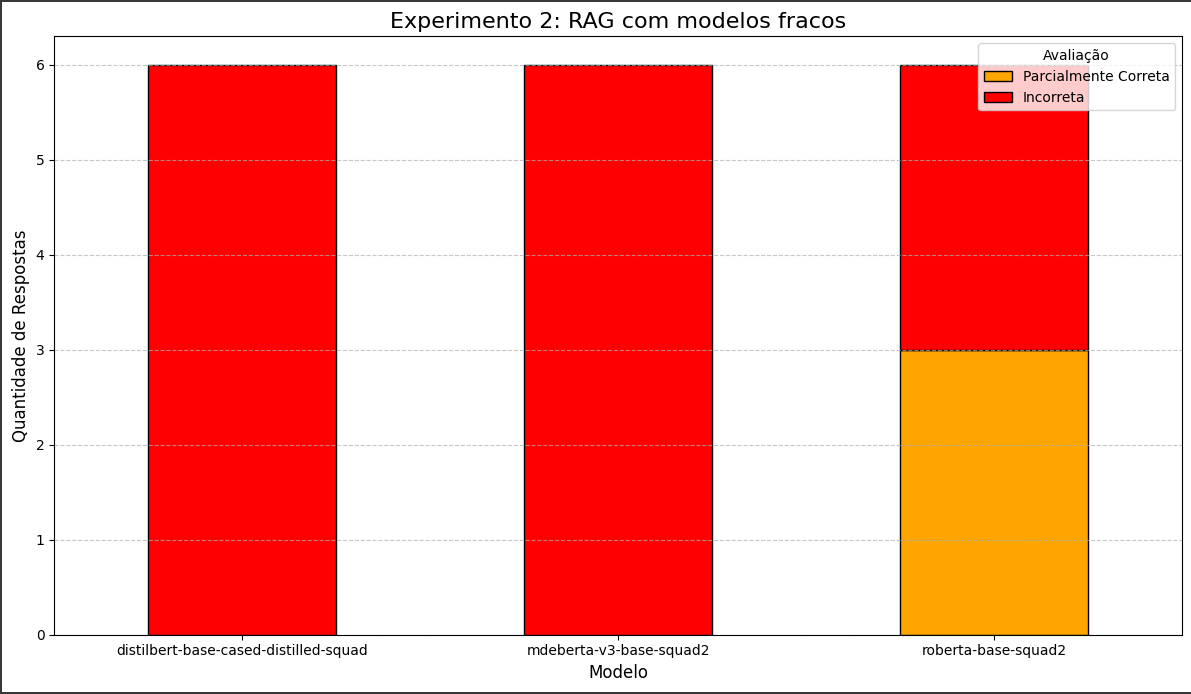 Experimento 2: RAG com modelos fracos
Avaliação
Parcialmente Correta
Incorreta
Quantidade de Respostas
6
5
4
3
2
1
0
distilbert-base-cased-distilled-squad
mdeberta-v3-base-squad2
roberta-base-squad2
Modelo